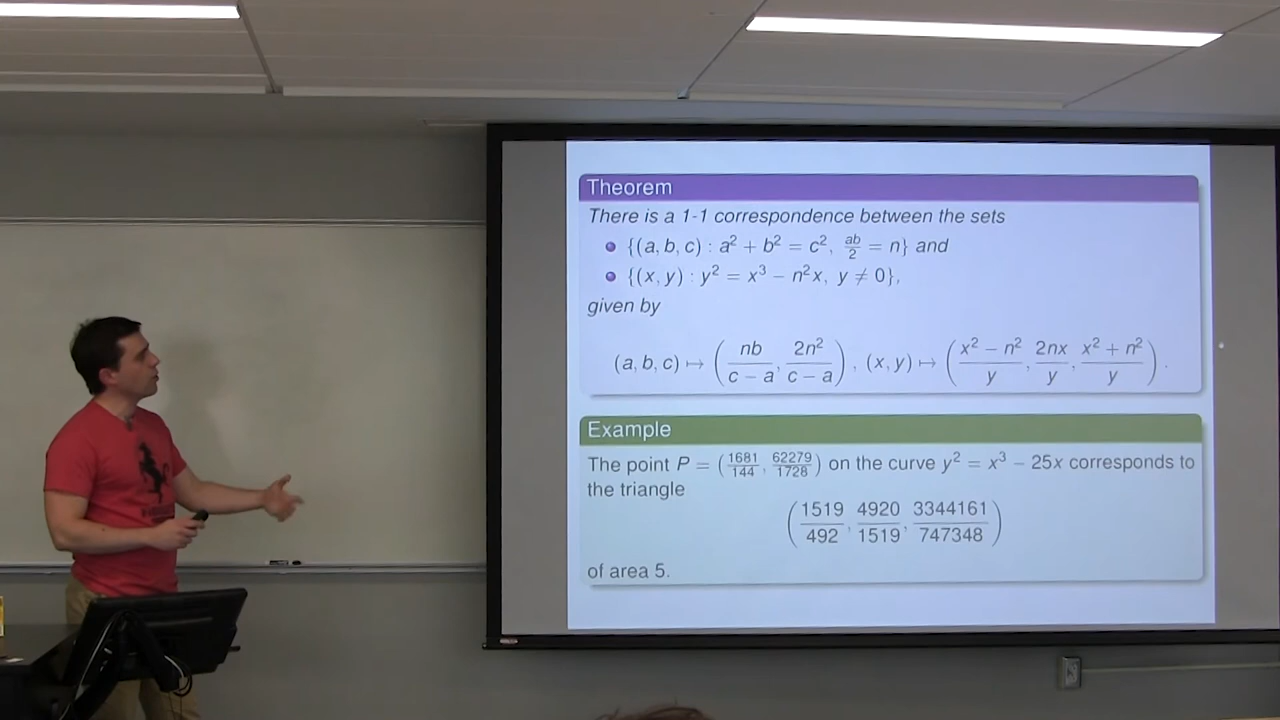 Theorem
There is a 1-1 correspondence between the sets
{(a, b, c) : a² + b² = c², ab/2 = n} and
{(x, y) : y² = x³ − n²x, y ≠ 0},
given by
(a, b, c) ↦ (nb/(c − a), 2n²/(c − a)), (x, y) ↦ ((x² − n²)/y, 2nx/y, (x² + n²)/y).
Example
The point P = (1681/144, 62279/1728) on the curve y² = x³ − 25x corresponds to
the triangle
(1519/492, 4920/1519, 3344161/747348)
of area 5.